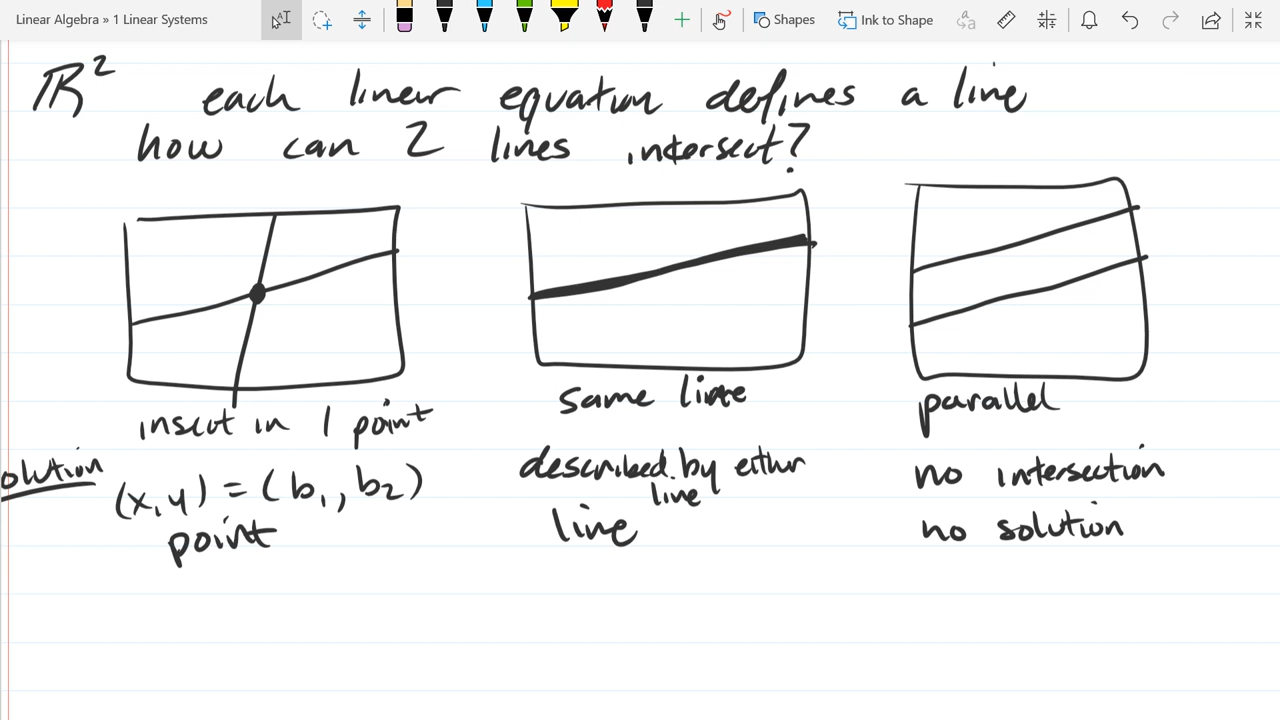 Linear Algebra » 1 Linear Systems
Shapes
Ink to Shape
ℝ² each linear equation defines a line
how can 2 lines intersect?
insect in 1 point
same line
parallel
olution
(x,y) = (b₁, b₂)
point
described by either
line
line
no intersection
no solution